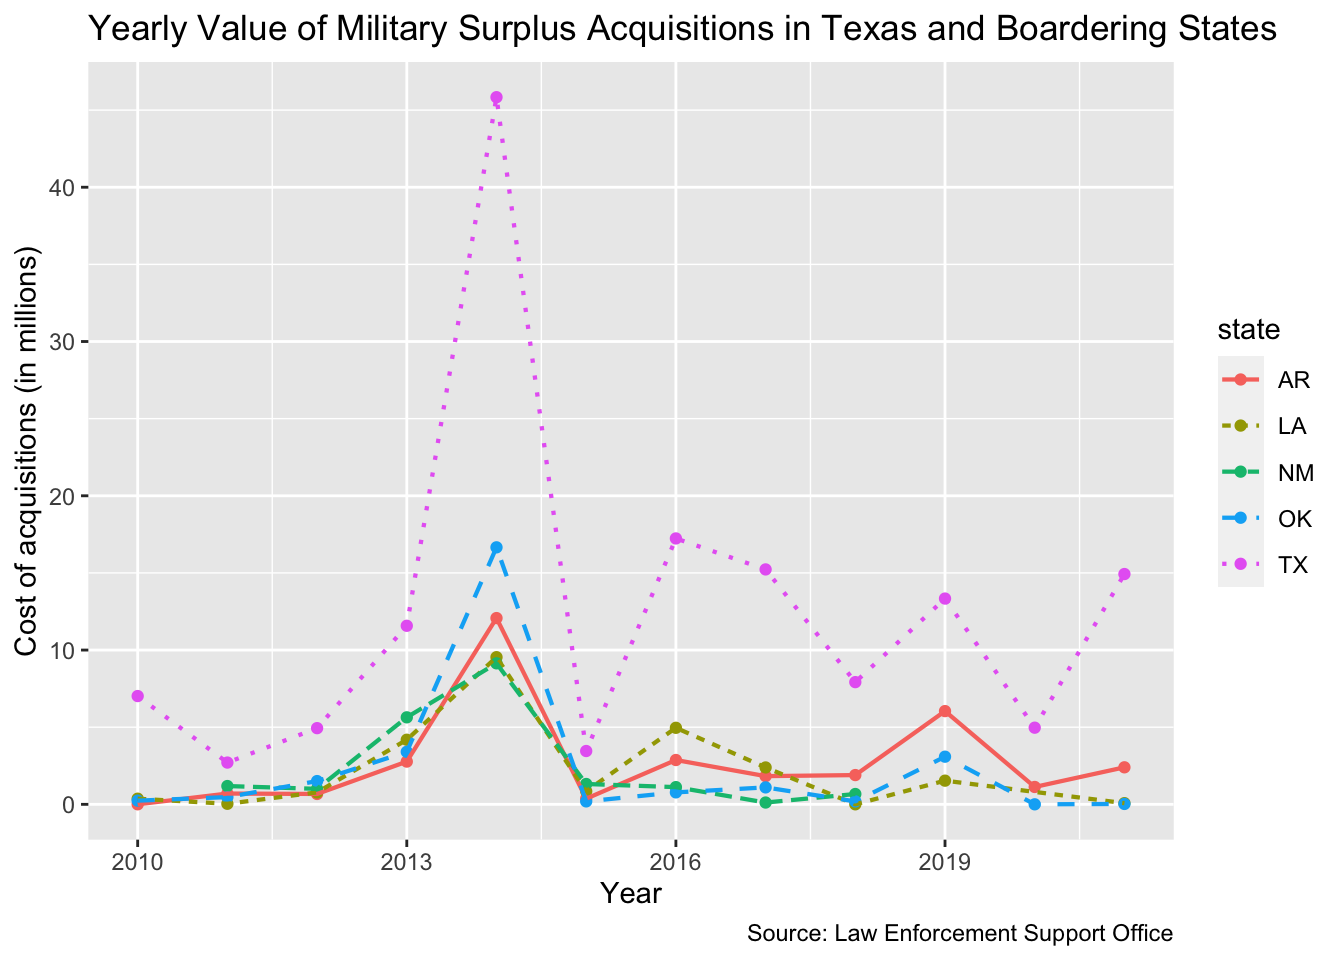 Yearly Value of Military Surplus Acquisitions in Texas and Boardering States
Cost of acquisitions (in millions)
40
30
20
10
0
2010
2013
2016
2019
Year
state
AR
LA
NM
OK
TX
Source: Law Enforcement Support Office